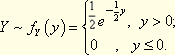 Y ~ f_Y(y) = { 1/2 e^{-1/2 y}, y > 0;
0 , y ≤ 0.